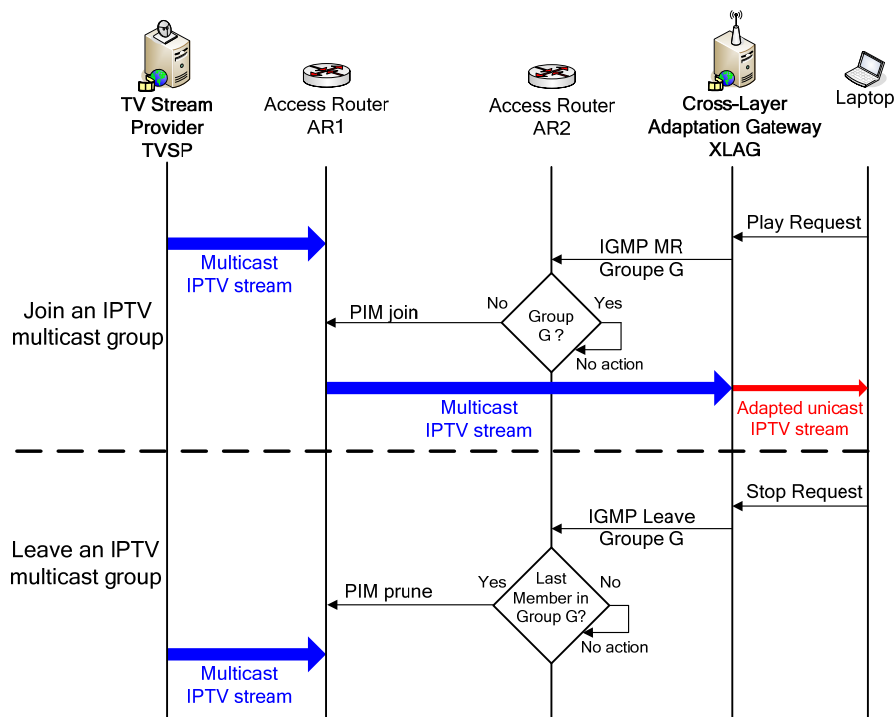 TV Stream
Provider
TVSP
Access Router
AR1
Access Router
AR2
Cross-Layer
Adaptation Gateway
XLAG
Laptop
Play Request
IGMP MR
Groupe G
Multicast
IPTV stream
Join an IPTV
multicast group
No
Yes
PIM join
Group
G ?
No action
Multicast
IPTV stream
Adapted unicast
IPTV stream
Stop Request
IGMP Leave
Groupe G
Leave an IPTV
multicast group
Yes
No
PIM prune
Last
Member in
Group G?
No action
Multicast
IPTV stream